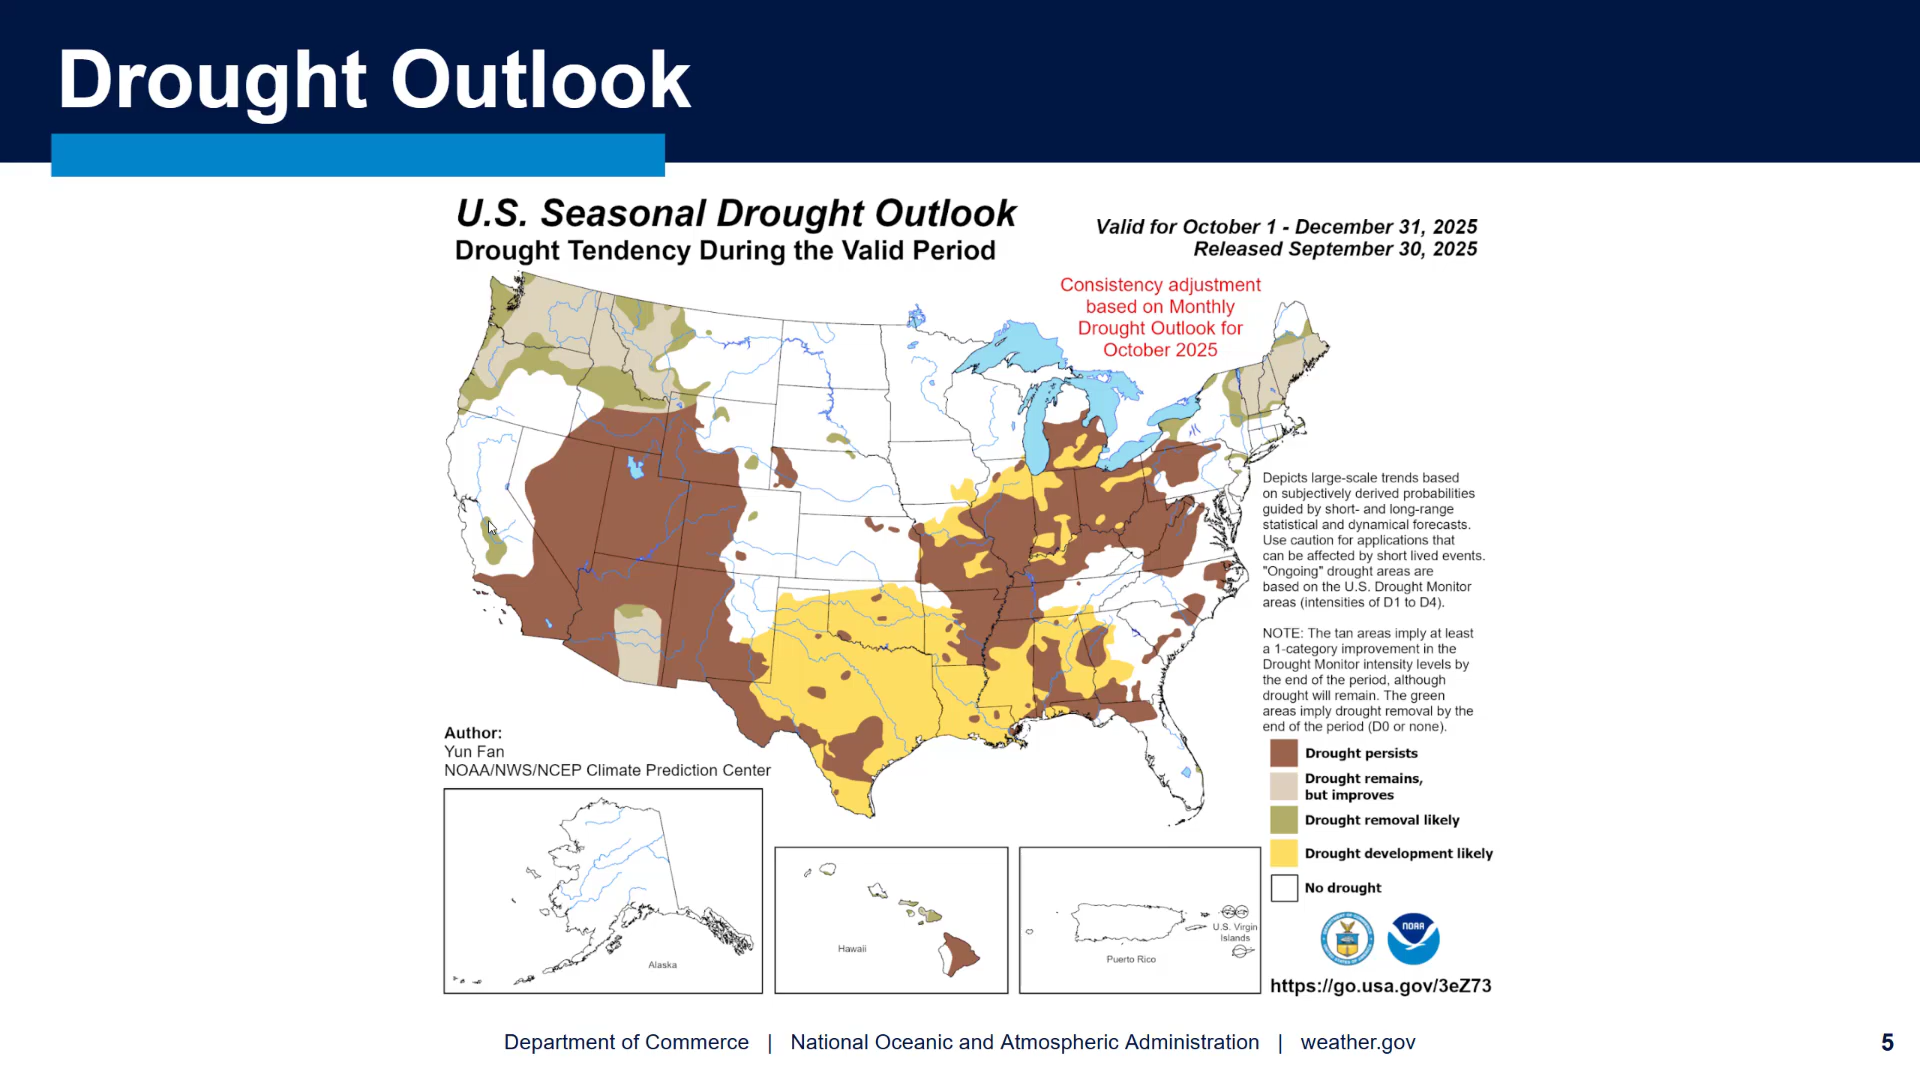 Drought Outlook
U.S. Seasonal Drought Outlook
Drought Tendency During the Valid Period
Valid for October 1 - December 31, 2025
Released September 30, 2025
Consistency adjustment
based on Monthly
Drought Outlook for
October 2025
Depicts large-scale trends based
on subjectively derived probabilities
guided by short- and long-range
statistical and dynamical forecasts.
Use caution for applications that
can be affected by short lived events.
"Ongoing" drought areas are
based on the U.S. Drought Monitor
areas (intensities of D1 to D4).
NOTE: The tan areas imply at least
a 1-category improvement in the
Drought Monitor intensity levels by
the end of the period, although
drought will remain. The green
areas imply drought removal by the
end of the period (D0 or none).
Author:
Yun Fan
NOAA/NWS/NCEP Climate Prediction Center
Drought persists
Drought remains,
but improves
Drought removal likely
Drought development likely
No drought
Alaska
Hawaii
Puerto Rico
U.S. Virgin
Islands
NOAA
https://go.usa.gov/3eZ73
Department of Commerce | National Oceanic and Atmospheric Administration | weather.gov
5